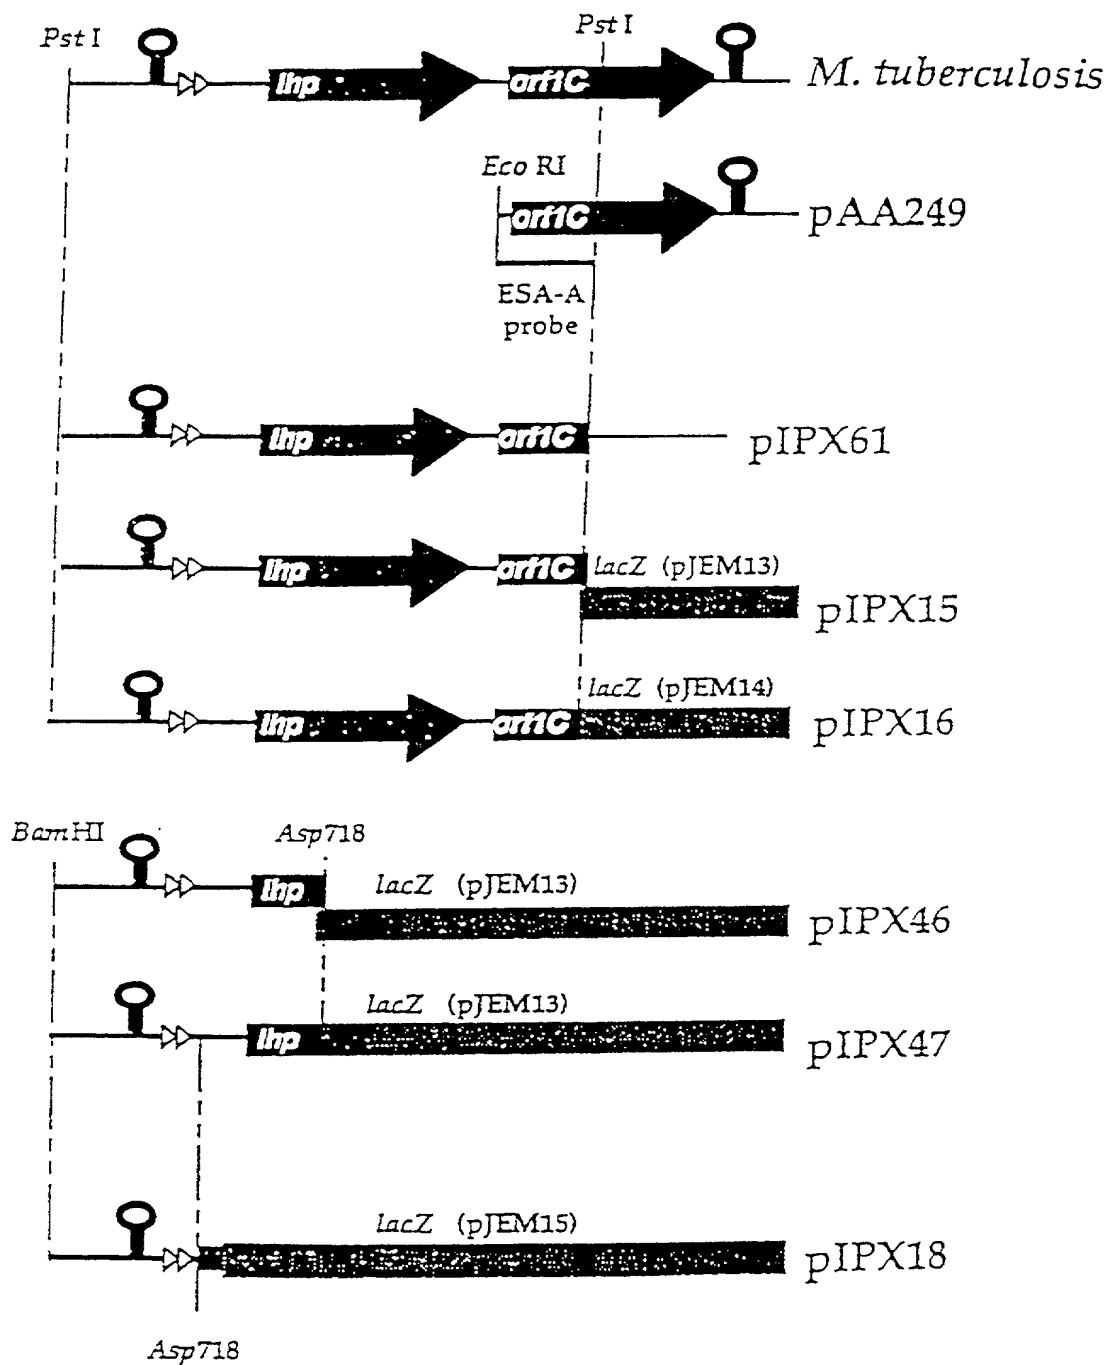 Pst I
Pst I
lhp
orf1C
M. tuberculosis
Eco RI
orf1C
pAA249
ESA-A
probe
lhp
orf1C
pIPX61
lhp
orf1C
lacZ (pJEM13)
pIPX15
lhp
orf1C
lacZ (pJEM14)
pIPX16
BamHI
Asp718
lhp
lacZ (pJEM13)
pIPX46
lhp
lacZ (pJEM13)
pIPX47
lacZ (pJEM15)
pIPX18
Asp718